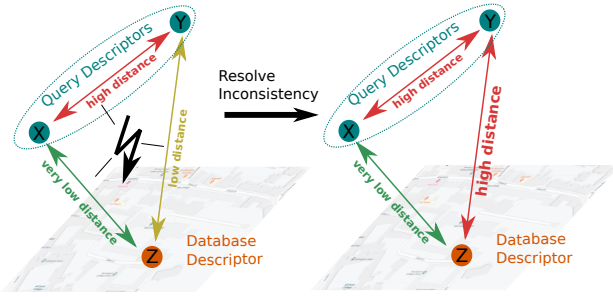 Y
Query Descriptors
high distance
X
very low distance
low distance
Z
Database
Descriptor
Resolve
Inconsistency
Y
Query Descriptors
high distance
X
very low distance
high distance
Z
Database
Descriptor